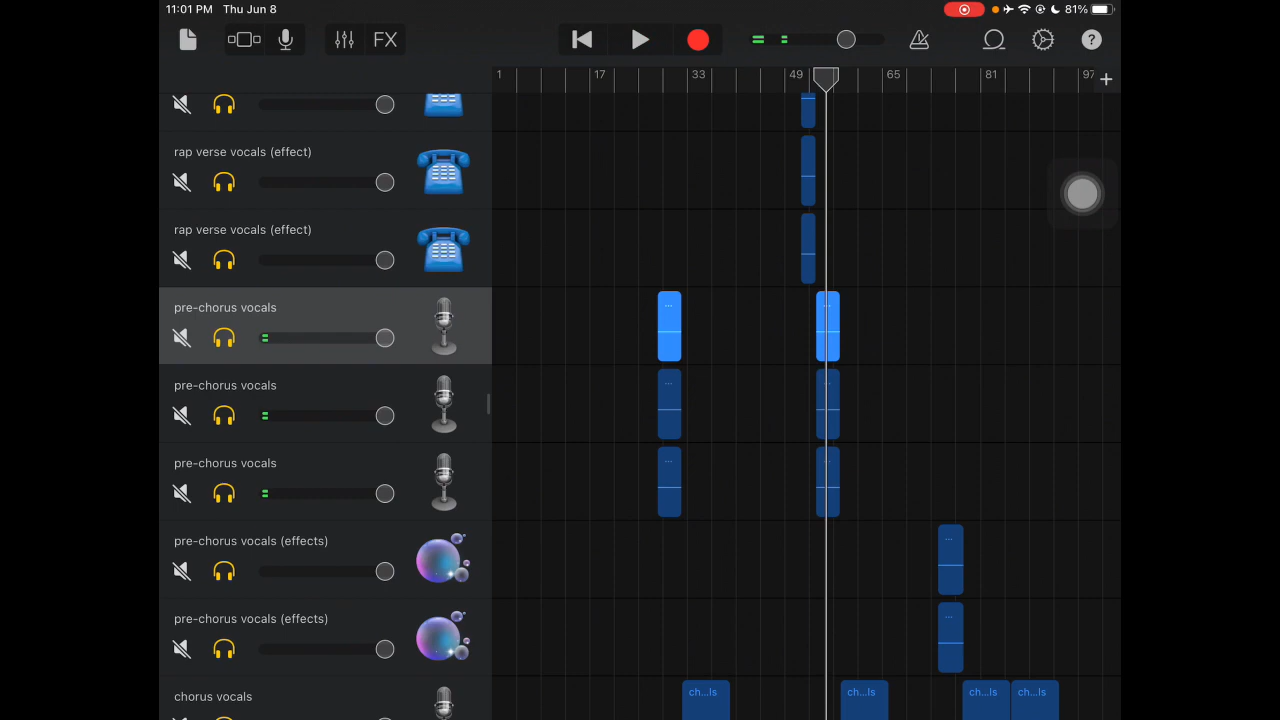 11:01 PM Thu Jun 8
81%
FX
?
1 17 33 49 65 81 97 +
rap verse vocals (effect)
rap verse vocals (effect)
pre-chorus vocals
...
pre-chorus vocals
...
pre-chorus vocals
...
pre-chorus vocals (effects)
...
pre-chorus vocals (effects)
...
chorus vocals
ch...ls ch...ls ch...ls ch...ls